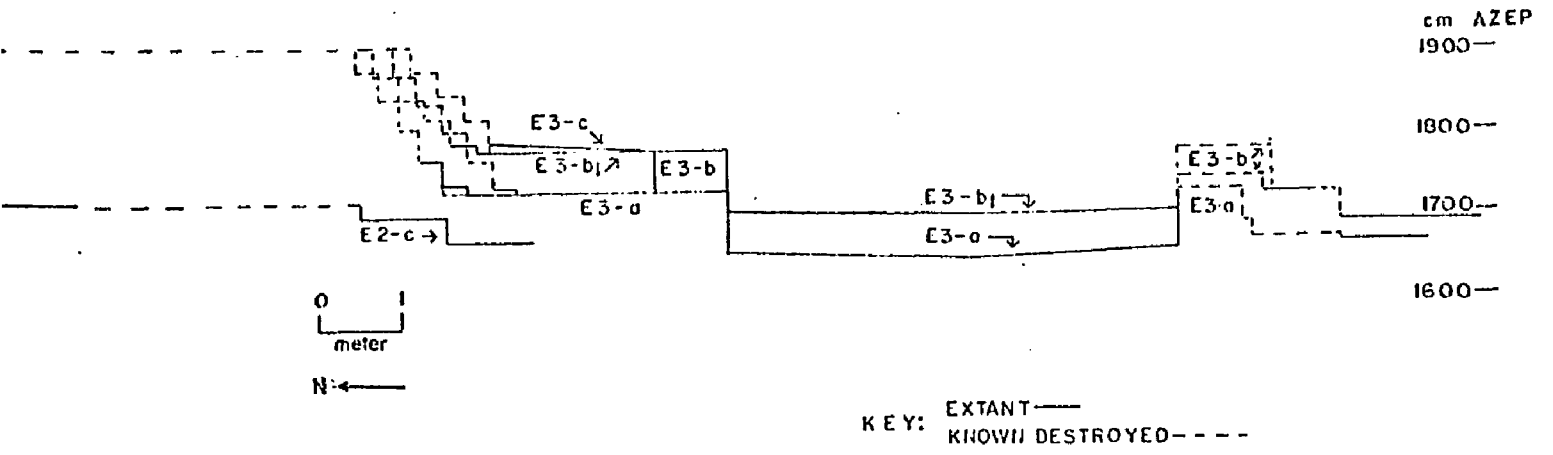 cm AZEP
1900—
E3-c
1800—
E3-b1
E3-b
E3-b
E3-a
E3-b1
E3-a
1700—
E2-c
E3-a
1600—
0 1
meter
N
KEY: EXTANT——
KNOWN DESTROYED----